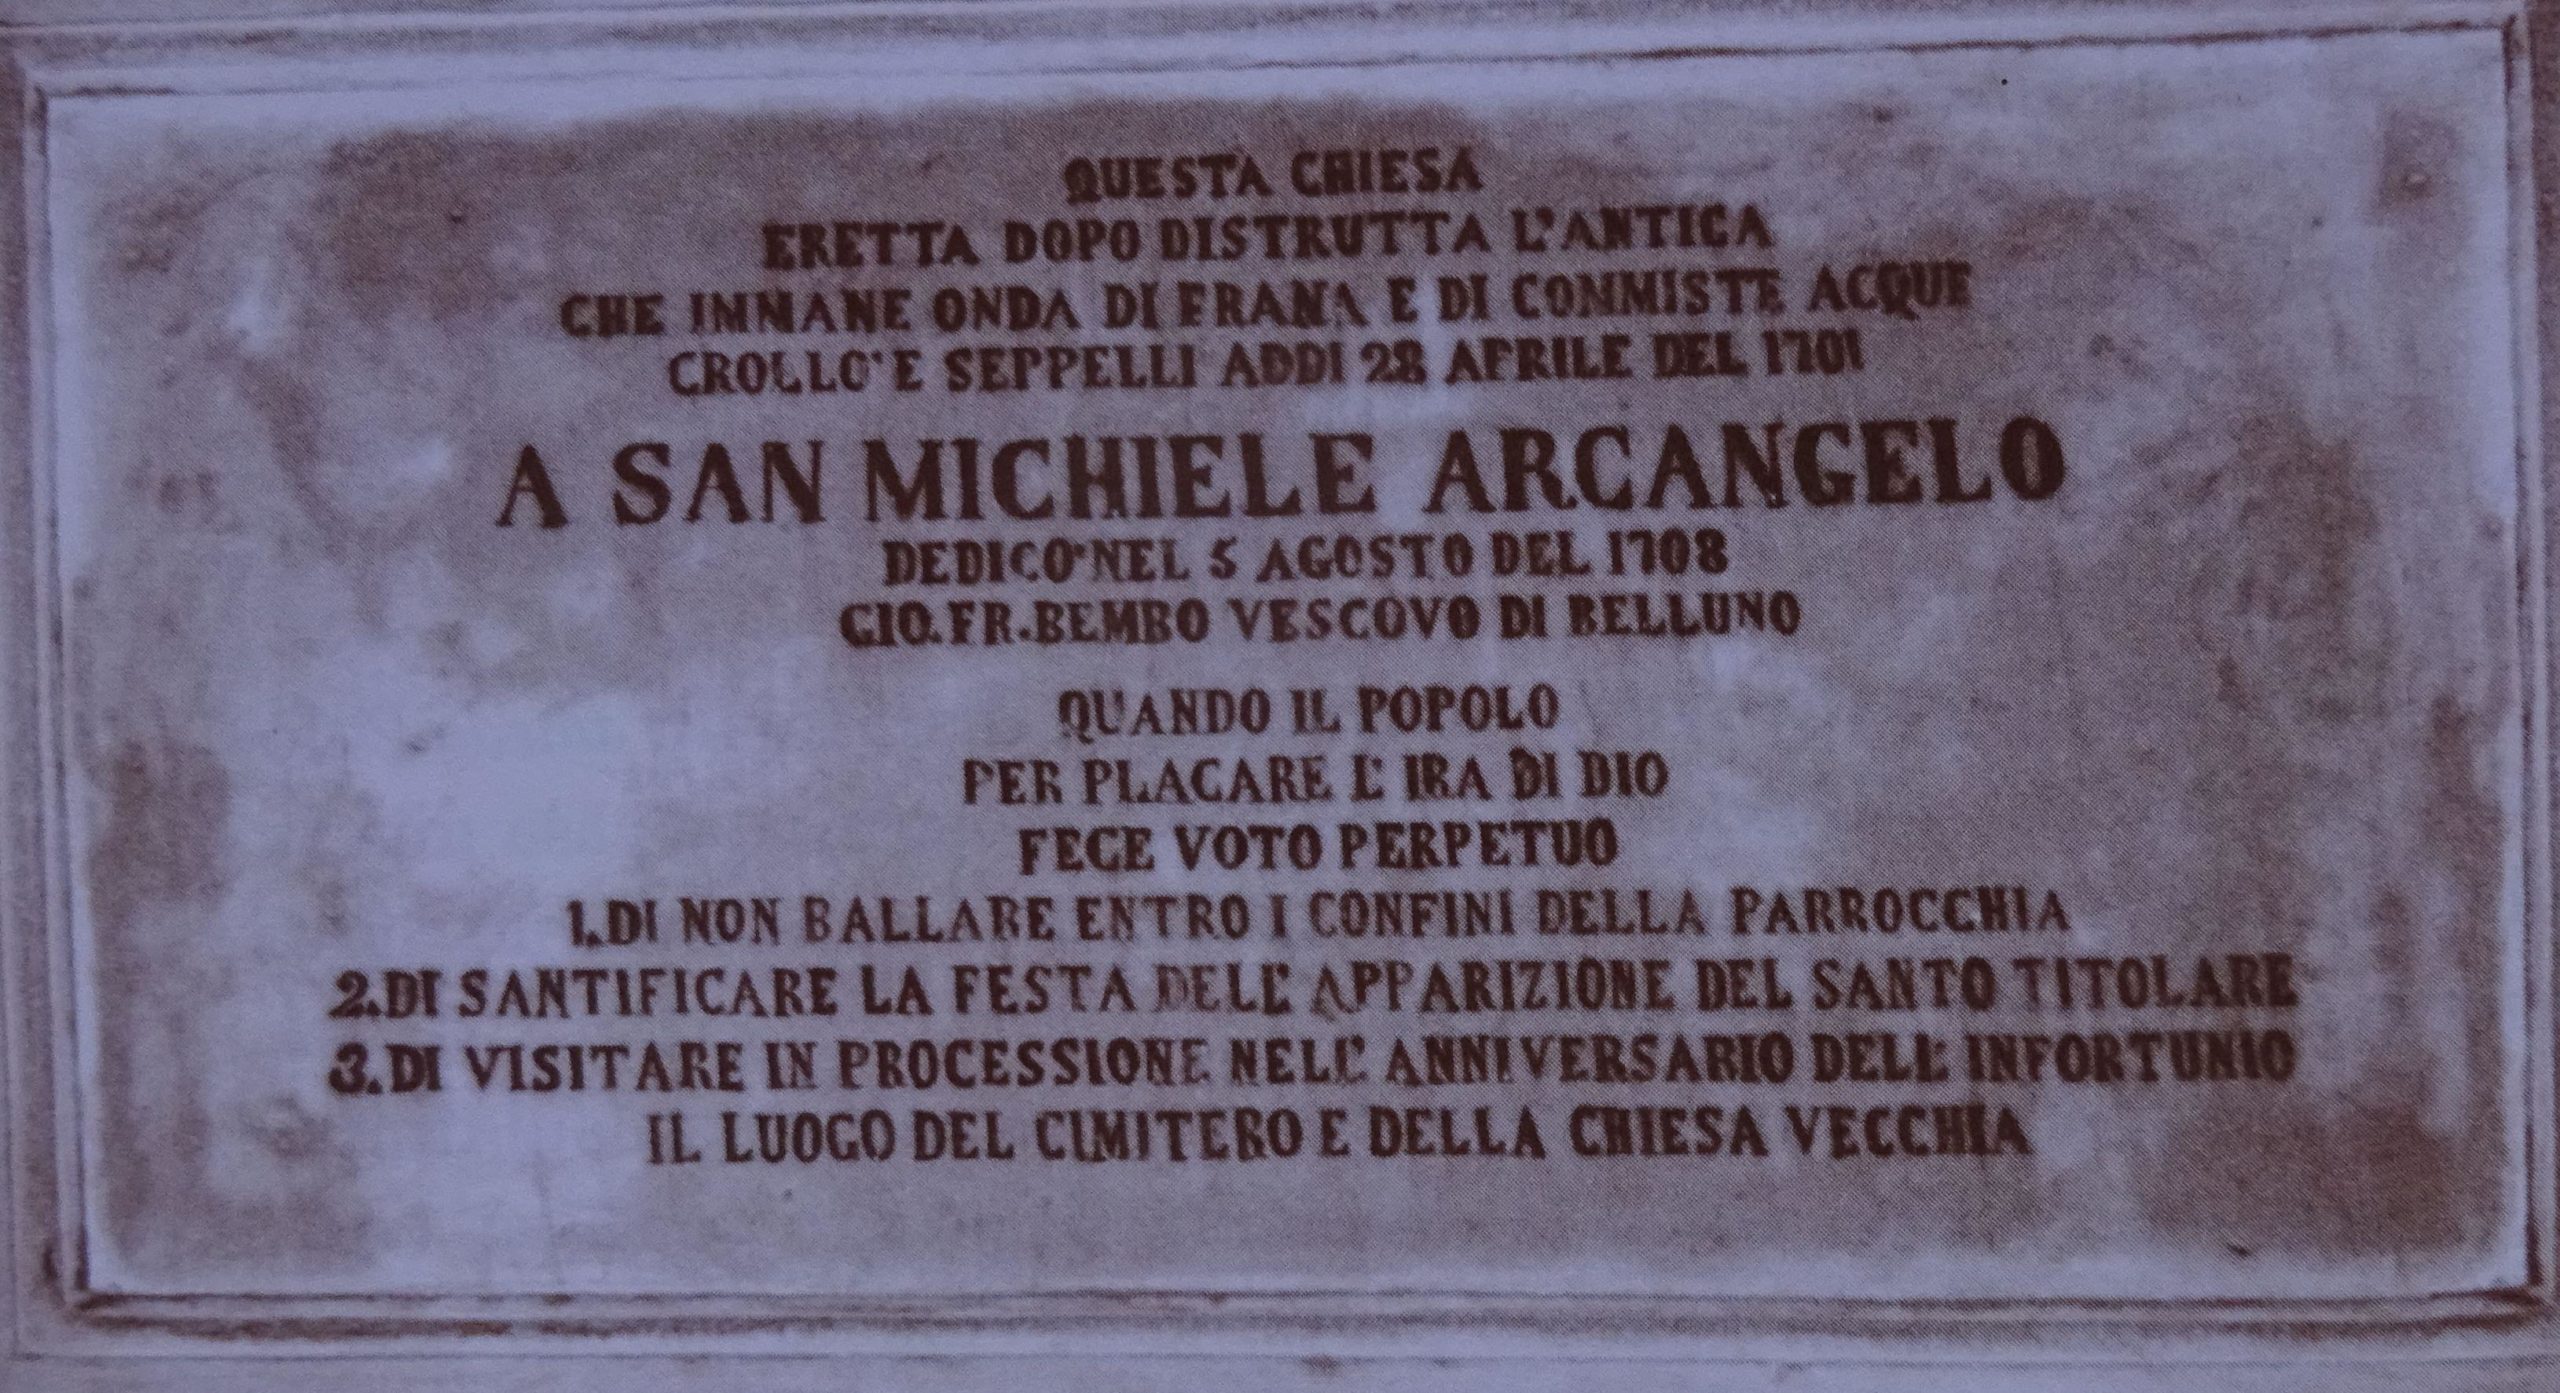 QUESTA CHIESA
ERETTA DOPO DISTRUTTA L'ANTICA
CHE IMMANE ONDA DI FRANA E DI COMMISTE ACQUE
CROLLO' E SEPPELLI ADDI 28 APRILE DEL 1701
A SAN MICHIELE ARCANGELO
DEDICO' NEL 5 AGOSTO DEL 1708
GIO. FR. BEMBO VESCOVO DI BELLUNO
QUANDO IL POPOLO
PER PLACARE L' IRA DI DIO
FECE VOTO PERPETUO
1. DI NON BALLARE ENTRO I CONFINI DELLA PARROCCHIA
2. DI SANTIFICARE LA FESTA DELL' APPARIZIONE DEL SANTO TITOLARE
3. DI VISITARE IN PROCESSIONE NELL' ANNIVERSARIO DELL' INFORTUNIO
IL LUOGO DEL CIMITERO E DELLA CHIESA VECCHIA